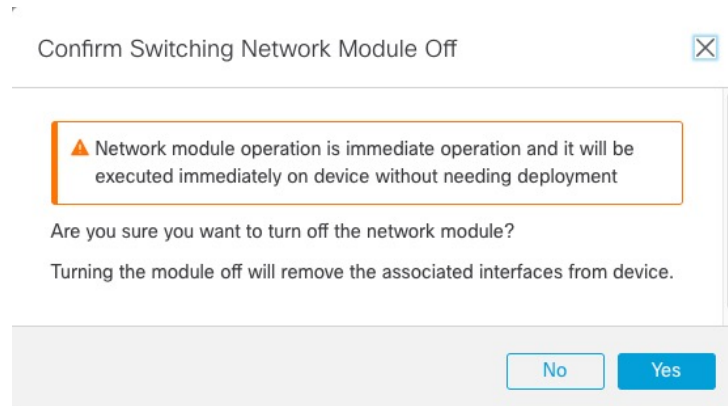 Confirm Switching Network Module Off
Network module operation is immediate operation and it will be
executed immediately on device without needing deployment
Are you sure you want to turn off the network module?
Turning the module off will remove the associated interfaces from device.
No
Yes